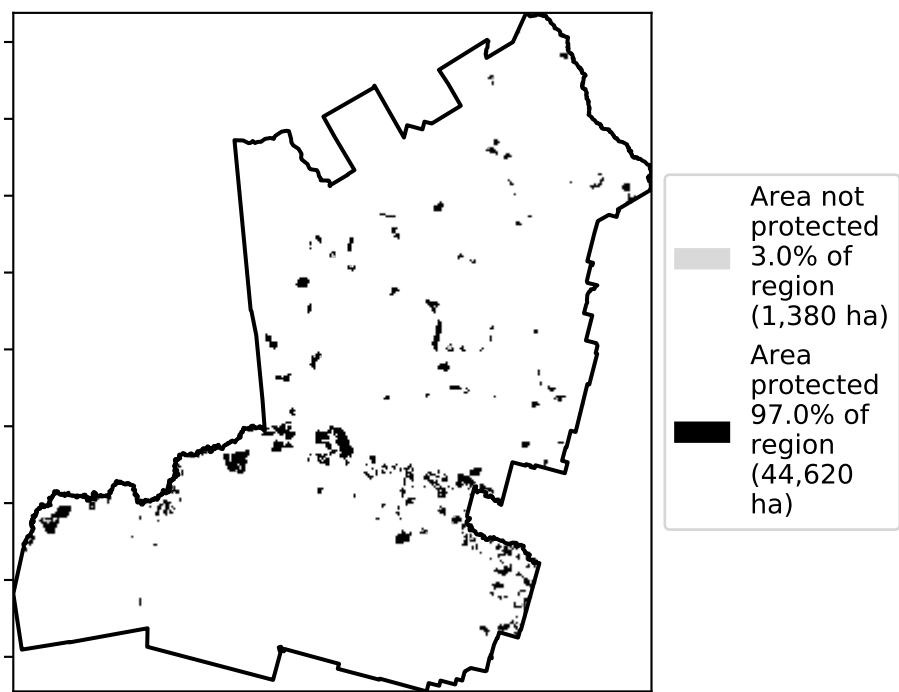 Area not
protected
3.0% of
region
(1,380 ha)
Area
protected
97.0% of
region
(44,620
ha)